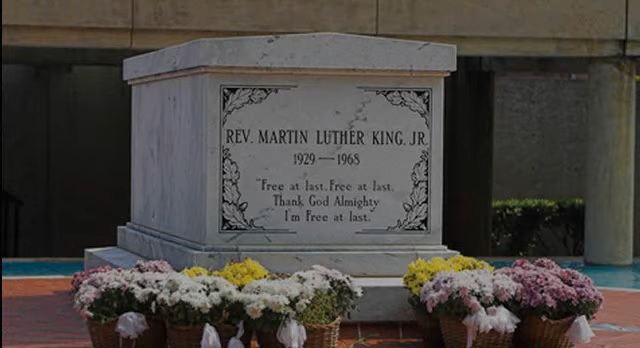 REV. MARTIN LUTHER KING, JR.
1929—1968
"Free at last, Free at last,
Thank God Almighty
I'm Free at last."